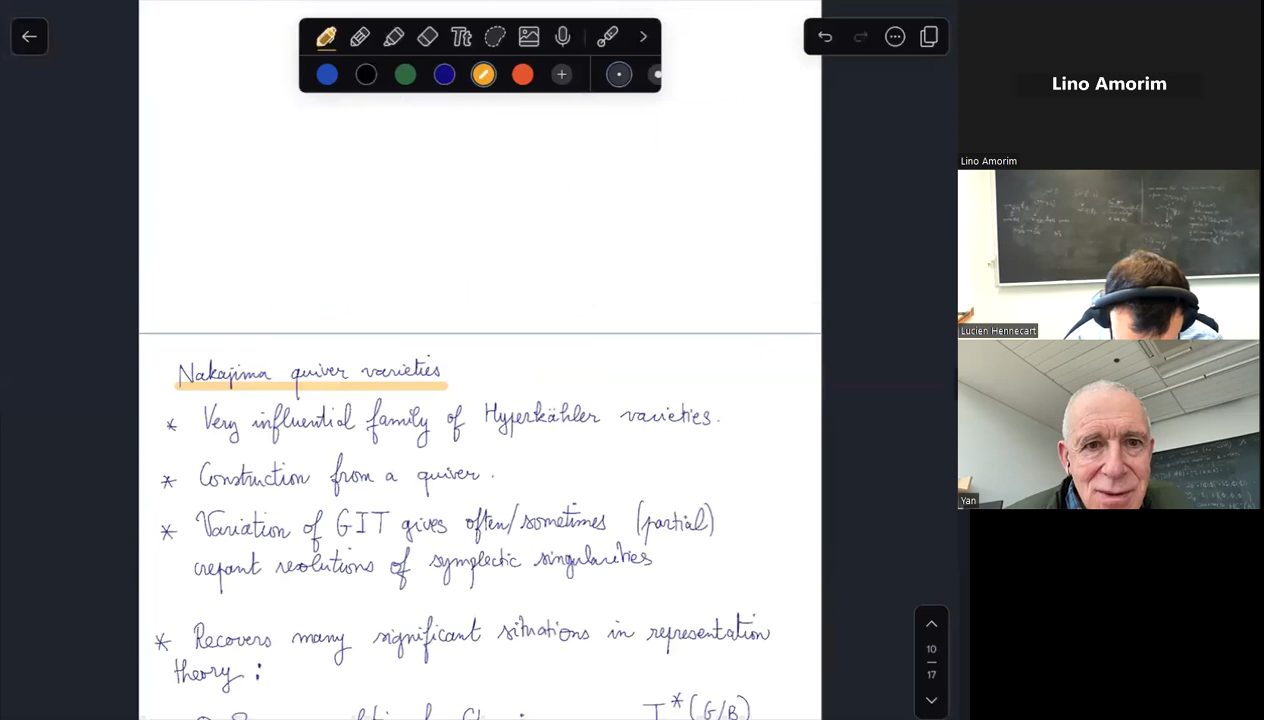 Tt
Lino Amorim
Lino Amorim
Lucien Hennecart
Yan
Nakajima quiver varieties
* Very influential family of Hyperkähler varieties.
* Construction from a quiver.
* Variation of GIT gives often/sometimes (partial)
crepant resolutions of symplectic singularities
* Recovers many significant situations in representation
theory :
T*(G/B)
10
17